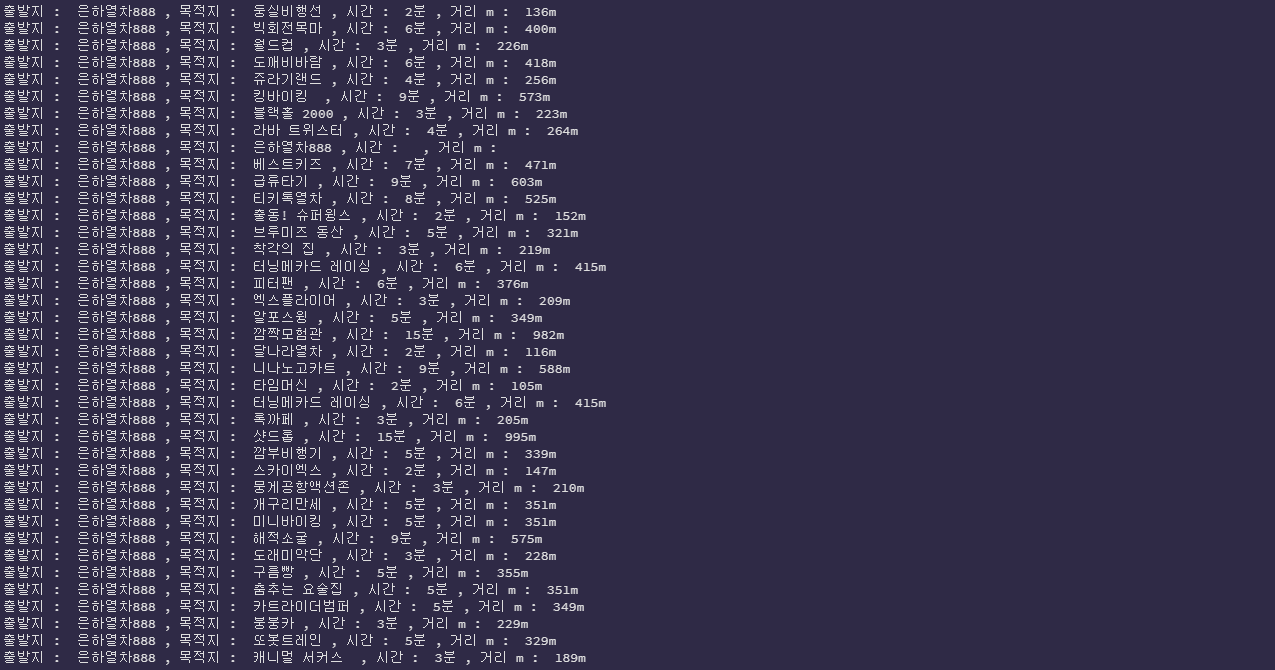 출발지 :  은하열차888 , 목적지 :  둥실비행선 , 시간 :  2분 , 거리 m :  136m
출발지 :  은하열차888 , 목적지 :  빅회전목마 , 시간 :  6분 , 거리 m :  400m
출발지 :  은하열차888 , 목적지 :  월드컵 , 시간 :  3분 , 거리 m :  226m
출발지 :  은하열차888 , 목적지 :  도깨비바람 , 시간 :  6분 , 거리 m :  418m
출발지 :  은하열차888 , 목적지 :  쥬라기랜드 , 시간 :  4분 , 거리 m :  256m
출발지 :  은하열차888 , 목적지 :  킹바이킹  , 시간 :  9분 , 거리 m :  573m
출발지 :  은하열차888 , 목적지 :  블랙홀 2000 , 시간 :  3분 , 거리 m :  223m
출발지 :  은하열차888 , 목적지 :  라바 트위스터 , 시간 :  4분 , 거리 m :  264m
출발지 :  은하열차888 , 목적지 :  은하열차888 , 시간 :   , 거리 m :
출발지 :  은하열차888 , 목적지 :  베스트키즈 , 시간 :  7분 , 거리 m :  471m
출발지 :  은하열차888 , 목적지 :  급류타기 , 시간 :  9분 , 거리 m :  603m
출발지 :  은하열차888 , 목적지 :  티키톡열차 , 시간 :  8분 , 거리 m :  525m
출발지 :  은하열차888 , 목적지 :  출동! 슈퍼윙스 , 시간 :  2분 , 거리 m :  152m
출발지 :  은하열차888 , 목적지 :  브루미즈 동산 , 시간 :  5분 , 거리 m :  321m
출발지 :  은하열차888 , 목적지 :  착각의 집 , 시간 :  3분 , 거리 m :  219m
출발지 :  은하열차888 , 목적지 :  터닝메카드 레이싱 , 시간 :  6분 , 거리 m :  415m
출발지 :  은하열차888 , 목적지 :  피터팬 , 시간 :  6분 , 거리 m :  376m
출발지 :  은하열차888 , 목적지 :  엑스플라이어 , 시간 :  3분 , 거리 m :  209m
출발지 :  은하열차888 , 목적지 :  알포스윙 , 시간 :  5분 , 거리 m :  349m
출발지 :  은하열차888 , 목적지 :  깜짝모험관 , 시간 :  15분 , 거리 m :  982m
출발지 :  은하열차888 , 목적지 :  달나라열차 , 시간 :  2분 , 거리 m :  116m
출발지 :  은하열차888 , 목적지 :  니나노고카트 , 시간 :  9분 , 거리 m :  588m
출발지 :  은하열차888 , 목적지 :  타임머신 , 시간 :  2분 , 거리 m :  105m
출발지 :  은하열차888 , 목적지 :  터닝메카드 레이싱 , 시간 :  6분 , 거리 m :  415m
출발지 :  은하열차888 , 목적지 :  톡까페 , 시간 :  3분 , 거리 m :  205m
출발지 :  은하열차888 , 목적지 :  샷드롭 , 시간 :  15분 , 거리 m :  995m
출발지 :  은하열차888 , 목적지 :  깜부비행기 , 시간 :  5분 , 거리 m :  339m
출발지 :  은하열차888 , 목적지 :  스카이엑스 , 시간 :  2분 , 거리 m :  147m
출발지 :  은하열차888 , 목적지 :  뭉게공항액션존 , 시간 :  3분 , 거리 m :  210m
출발지 :  은하열차888 , 목적지 :  개구리만세 , 시간 :  5분 , 거리 m :  351m
출발지 :  은하열차888 , 목적지 :  미니바이킹 , 시간 :  5분 , 거리 m :  351m
출발지 :  은하열차888 , 목적지 :  해적소굴 , 시간 :  9분 , 거리 m :  575m
출발지 :  은하열차888 , 목적지 :  도래미악단 , 시간 :  3분 , 거리 m :  228m
출발지 :  은하열차888 , 목적지 :  구름빵 , 시간 :  5분 , 거리 m :  355m
출발지 :  은하열차888 , 목적지 :  춤추는 요술집 , 시간 :  5분 , 거리 m :  351m
출발지 :  은하열차888 , 목적지 :  카트라이더범퍼 , 시간 :  5분 , 거리 m :  349m
출발지 :  은하열차888 , 목적지 :  붕붕카 , 시간 :  3분 , 거리 m :  229m
출발지 :  은하열차888 , 목적지 :  또봇트레인 , 시간 :  5분 , 거리 m :  329m
출발지 :  은하열차888 , 목적지 :  캐니멀 서커스  , 시간 :  3분 , 거리 m :  189m